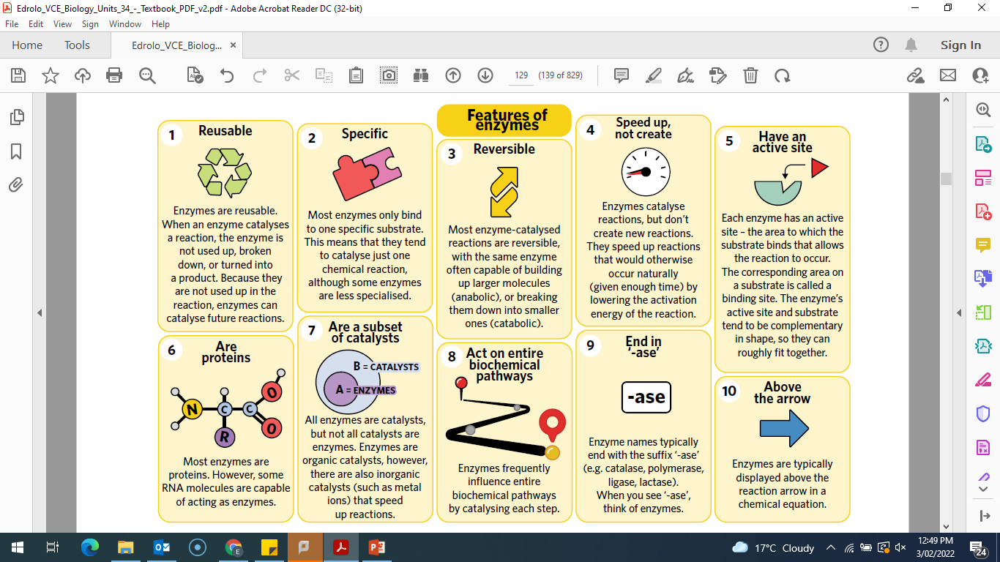 Edrolo_VCE_Biology_Units_34_-_Textbook_PDF_v2.pdf - Adobe Acrobat Reader DC (32-bit)
File Edit View Sign Window Help
Home Tools Edrolo_VCE_Biolog... × Sign In
129 (139 of 829)
Features of
enzymes
1 Reusable
Enzymes are reusable.
When an enzyme catalyses
a reaction, the enzyme is
not used up, broken
down, or turned into
a product. Because they
are not used up in the
reaction, enzymes can
catalyse future reactions.
2 Specific
Most enzymes only bind
to one specific substrate.
This means that they tend
to catalyse just one
chemical reaction,
although some enzymes
are less specialised.
3 Reversible
Most enzyme-catalysed
reactions are reversible,
with the same enzyme
often capable of building
up larger molecules
(anabolic), or breaking
them down into smaller
ones (catabolic).
4 Speed up,
not create
Enzymes catalyse
reactions, but don't
create new reactions.
They speed up reactions
that would otherwise
occur naturally
(given enough time) by
lowering the activation
energy of the reaction.
5 Have an
active site
Each enzyme has an active
site – the area to which the
substrate binds that allows
the reaction to occur.
The corresponding area on
a substrate is called a
binding site. The enzyme's
active site and substrate
tend to be complementary
in shape, so they can
roughly fit together.
6 Are
proteins
N C C O O R
Most enzymes are
proteins. However, some
RNA molecules are capable
of acting as enzymes.
7 Are a subset
of catalysts
B = CATALYSTS
A = ENZYMES
All enzymes are catalysts,
but not all catalysts are
enzymes. Enzymes are
organic catalysts, however,
there are also inorganic
catalysts (such as metal
ions) that speed
up reactions.
8 Act on entire
biochemical
pathways
Enzymes frequently
influence entire
biochemical pathways
by catalysing each step.
9 End in
'-ase'
-ase
Enzyme names typically
end with the suffix '-ase'
(e.g. catalase, polymerase,
ligase, lactase).
When you see '-ase',
think of enzymes.
10 Above
the arrow
Enzymes are typically
displayed above the
reaction arrow in a
chemical equation.
17°C Cloudy
12:49 PM
3/02/2022
24